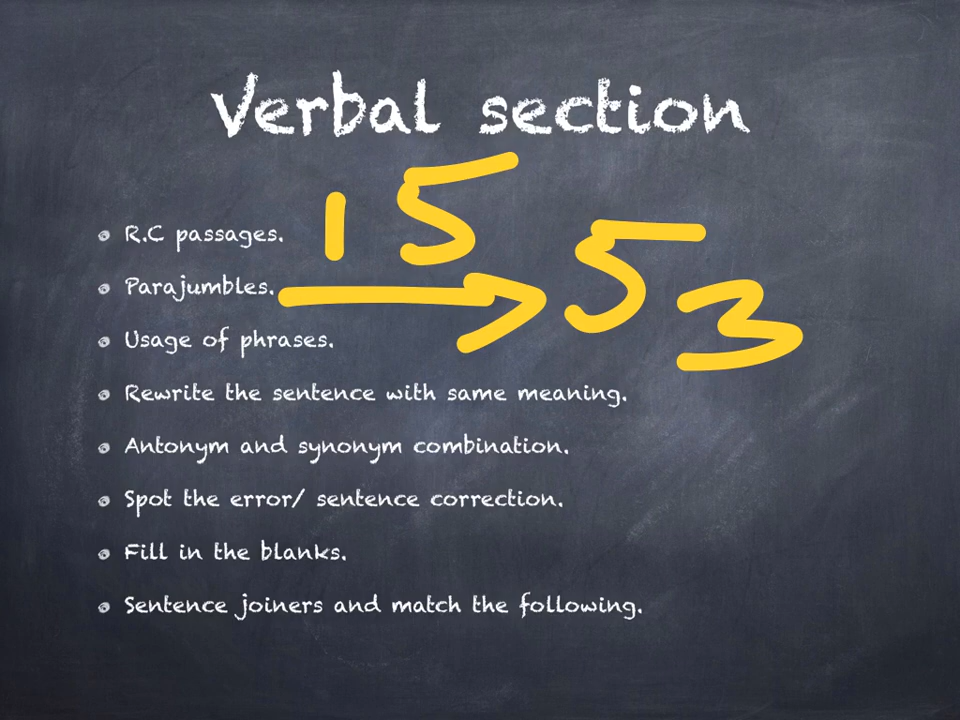 Verbal section
R.C passages. 15
Parajumbles. → 53
Usage of phrases.
Rewrite the sentence with same meaning.
Antonym and synonym combination.
Spot the error/ sentence correction.
Fill in the blanks.
Sentence joiners and match the following.